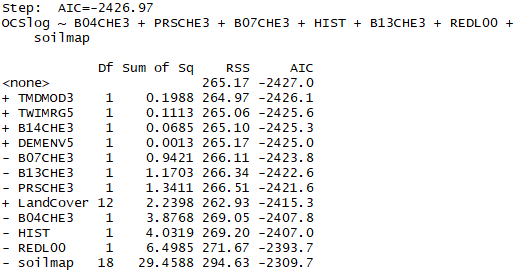 Step:  AIC=-2426.97
OCSlog ~ B04CHE3 + PRSCHE3 + B07CHE3 + HIST + B13CHE3 + REDL00 +
    soilmap
            Df Sum of Sq    RSS     AIC
<none>                   265.17 -2427.0
+ TMDMOD3    1    0.1988 264.97 -2426.1
+ TWIMRG5    1    0.1113 265.06 -2425.6
+ B14CHE3    1    0.0685 265.10 -2425.3
+ DEMENV5    1    0.0013 265.17 -2425.0
- B07CHE3    1    0.9421 266.11 -2423.8
- B13CHE3    1    1.1703 266.34 -2422.6
- PRSCHE3    1    1.3411 266.51 -2421.6
+ LandCover 12    2.2398 262.93 -2415.3
- B04CHE3    1    3.8768 269.05 -2407.8
- HIST       1    4.0319 269.20 -2407.0
- REDL00     1    6.4985 271.67 -2393.7
- soilmap   18   29.4588 294.63 -2309.7